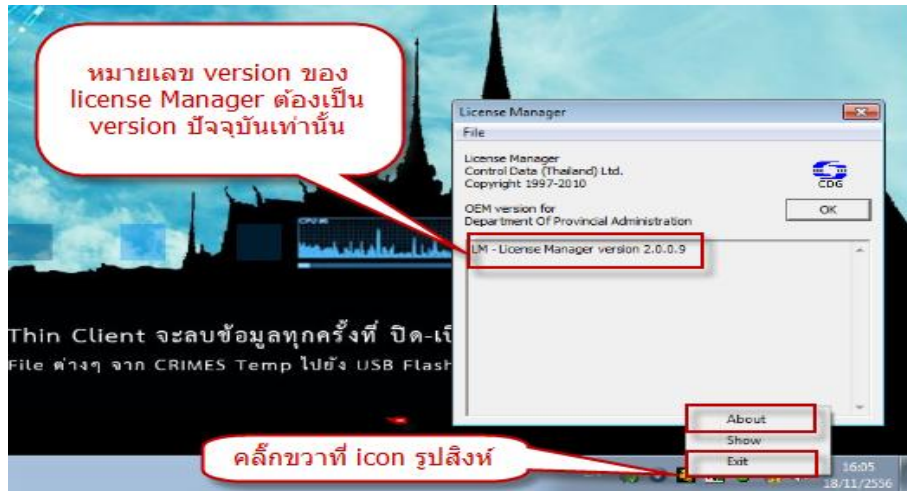 หมายเลข version ของ
license Manager ต้องเป็น
version ปัจจุบันเท่านั้น
License Manager
File
License Manager
Control Data (Thailand) Ltd.
Copyright 1997-2010
CDG
OEM version for
Department Of Provincial Administration
OK
LM - License Manager version 2.0.0.9
Thin Client จะลบข้อมูลทุกครั้งที่ ปิด-เปิ
File ต่างๆ จาก CRIMES Temp ไปยัง USB Flash
About
Show
Exit
คลิ๊กขวาที่ icon รูปสิงห์
16:05
18/11/2556